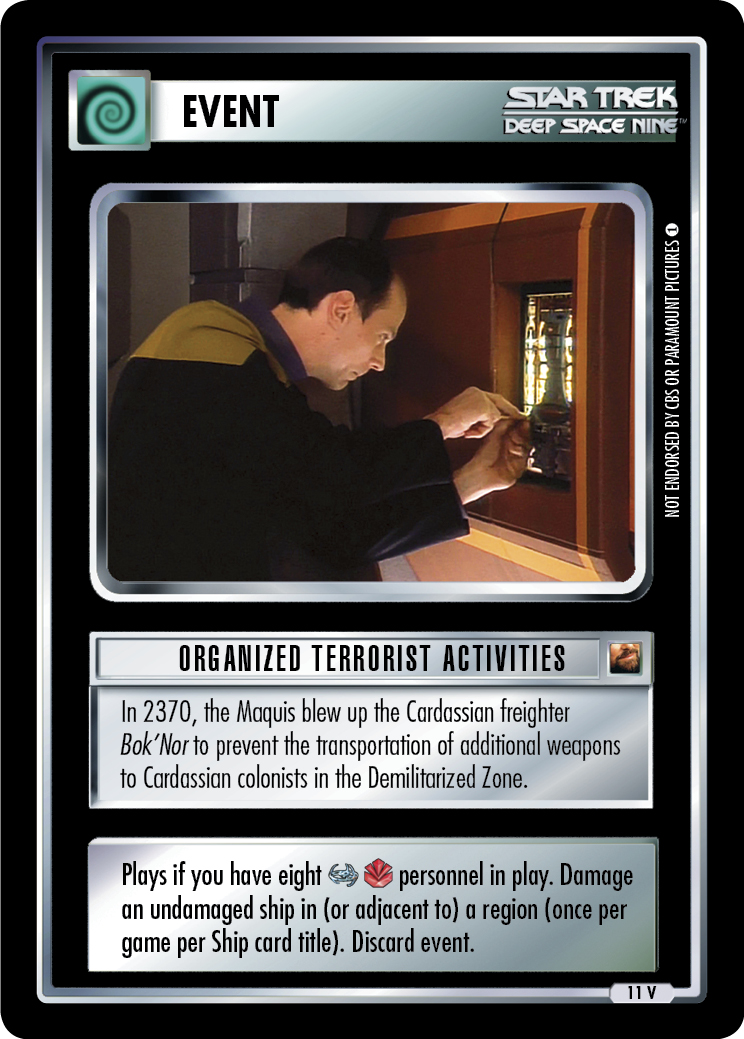 EVENT
STAR TREK
DEEP SPACE NINE™
NOT ENDORSED BY CBS OR PARAMOUNT PICTURES 1
ORGANIZED TERRORIST ACTIVITIES
In 2370, the Maquis blew up the Cardassian freighter
Bok’Nor to prevent the transportation of additional weapons
to Cardassian colonists in the Demilitarized Zone.
Plays if you have eight personnel in play. Damage
an undamaged ship in (or adjacent to) a region (once per
game per Ship card title). Discard event.
11 V